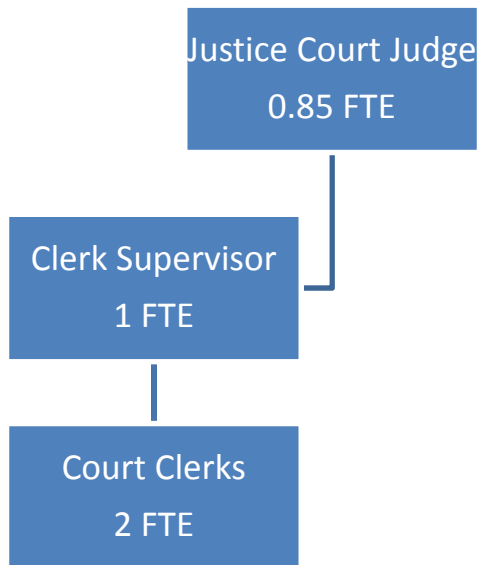 Justice Court Judge
0.85 FTE
Clerk Supervisor
1 FTE
Court Clerks
2 FTE